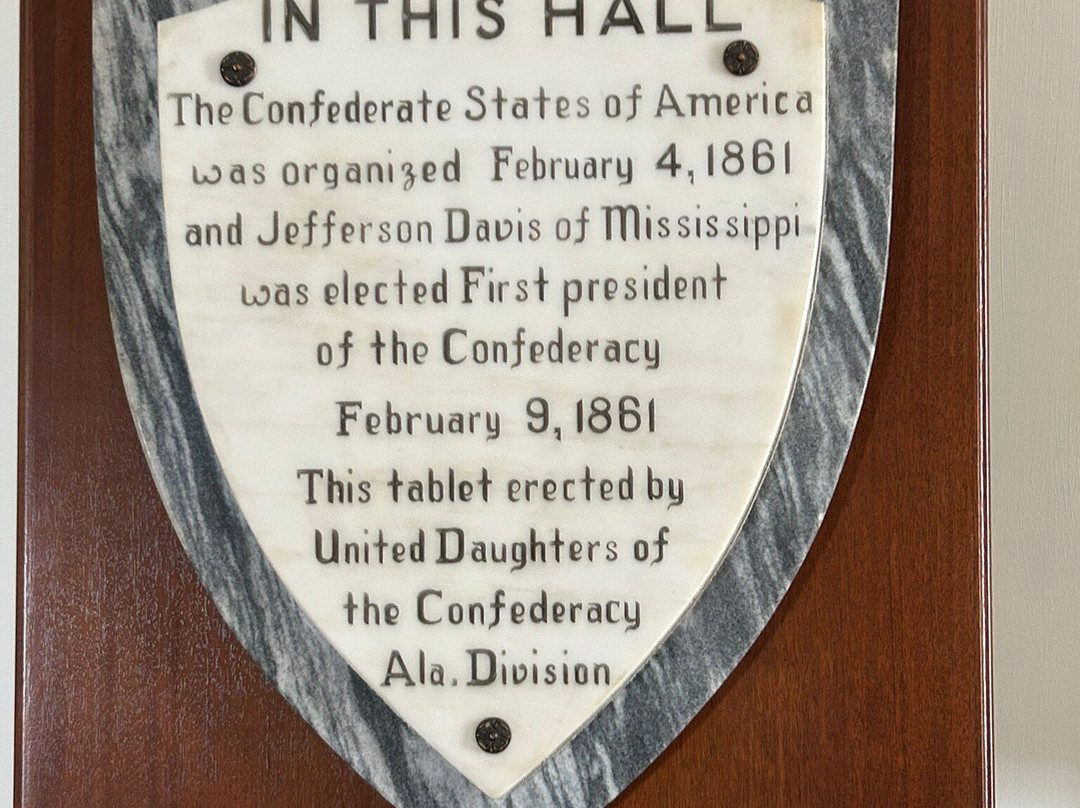 IN THIS HALL
The Confederate States of America
was organized February 4, 1861
and Jefferson Davis of Mississippi
was elected First president
of the Confederacy
February 9, 1861
This tablet erected by
United Daughters of
the Confederacy
Ala. Division